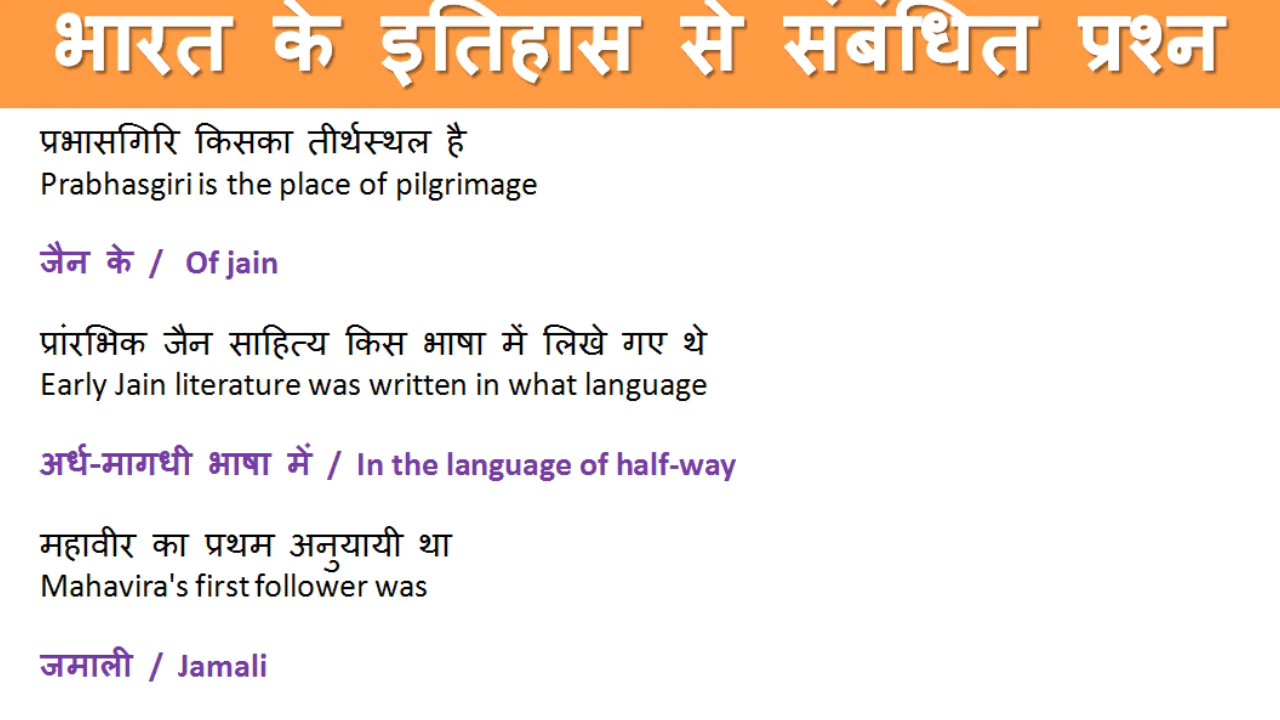 भारत के इतिहास से संबंधित प्रश्न
प्रभासगिरि किसका तीर्थस्थल है
Prabhasgiri is the place of pilgrimage
जैन के / Of jain
प्रांरभिक जैन साहित्य किस भाषा में लिखे गए थे
Early Jain literature was written in what language
अर्ध-मागधी भाषा में / In the language of half-way
महावीर का प्रथम अनुयायी था
Mahavira's first follower was
जमाली / Jamali